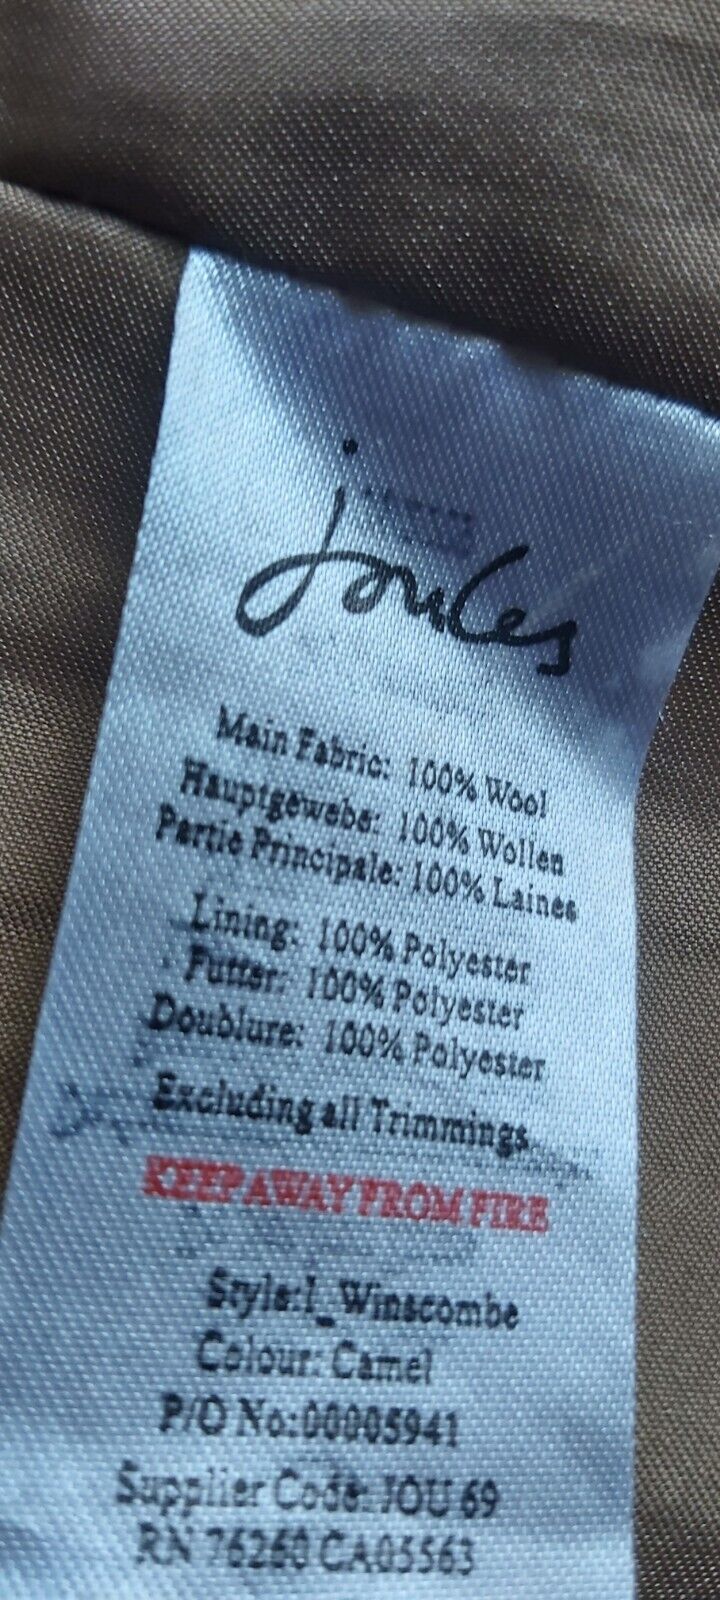 joules
Main Fabric: 100% Wool
Hauptgewebe: 100% Wollen
Partie Principale: 100% Laines
Lining: 100% Polyester
Futter: 100% Polyester
Doublure: 100% Polyester
Excluding all Trimmings
KEEP AWAY FROM FIRE
Style:I_Winscombe
Colour: Camel
P/O No:00005941
Supplier Code: JOU 69
RN 76260 CA05563